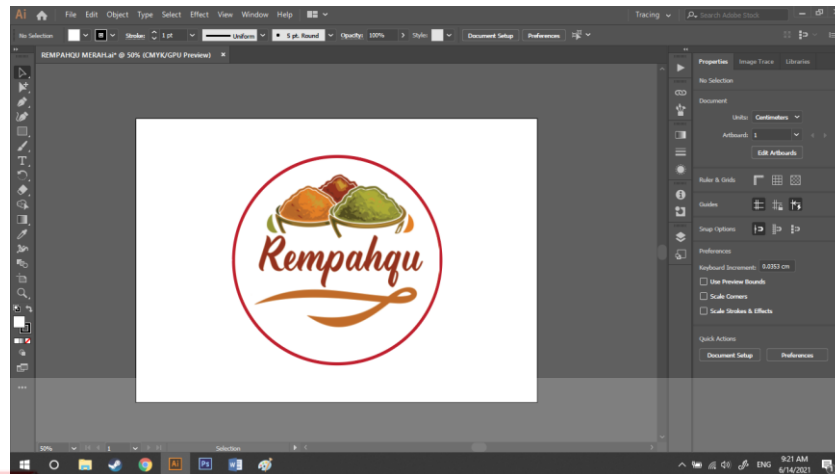 Ai File Edit Object Type Select Effect View Window Help Tracing Search Adobe Stock
No Selection Stroke: 1 pt Uniform 5 pt. Round Opacity: 100% Style: Document Setup Preferences
REMPAHQU MERAH.ai* @ 50% (CMYK/GPU Preview) ×
Properties Image Trace Libraries
No Selection
Document
Units: Centimeters
Artboard: 1
Edit Artboards
Ruler & Grids
Guides
Snap Options
Preferences
Keyboard Increment: 0.0353 cm
Use Preview Bounds
Scale Corners
Scale Strokes & Effects
Quick Actions
Document Setup Preferences
Rempahqu
50% 1 Selection
Ai Ps ENG 9:21 AM
6/14/2021